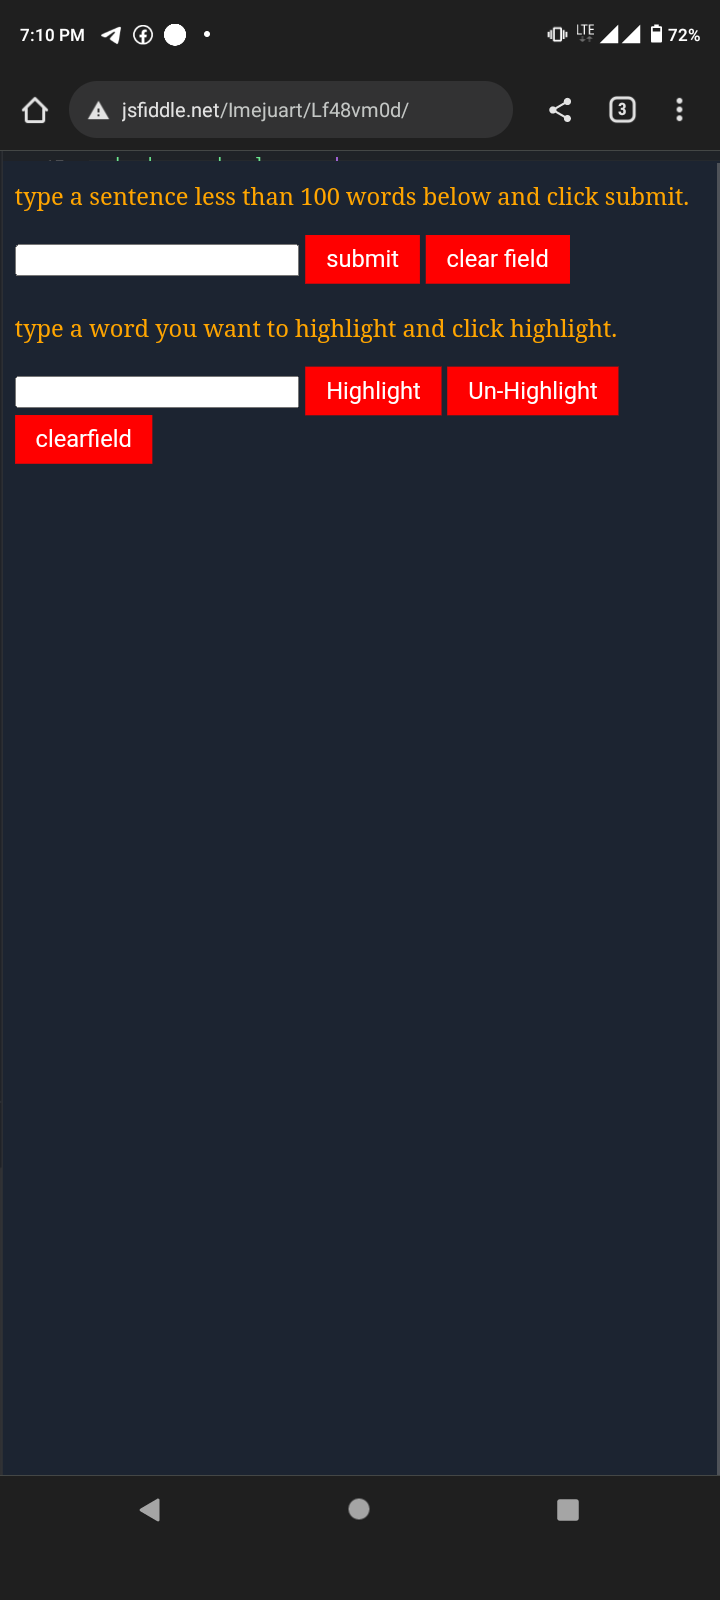 7:10 PM LTE 72%
jsfiddle.net/Imejuart/Lf48vm0d/ 3
type a sentence less than 100 words below and click submit.
submit clear field
type a word you want to highlight and click highlight.
Highlight Un-Highlight
clearfield